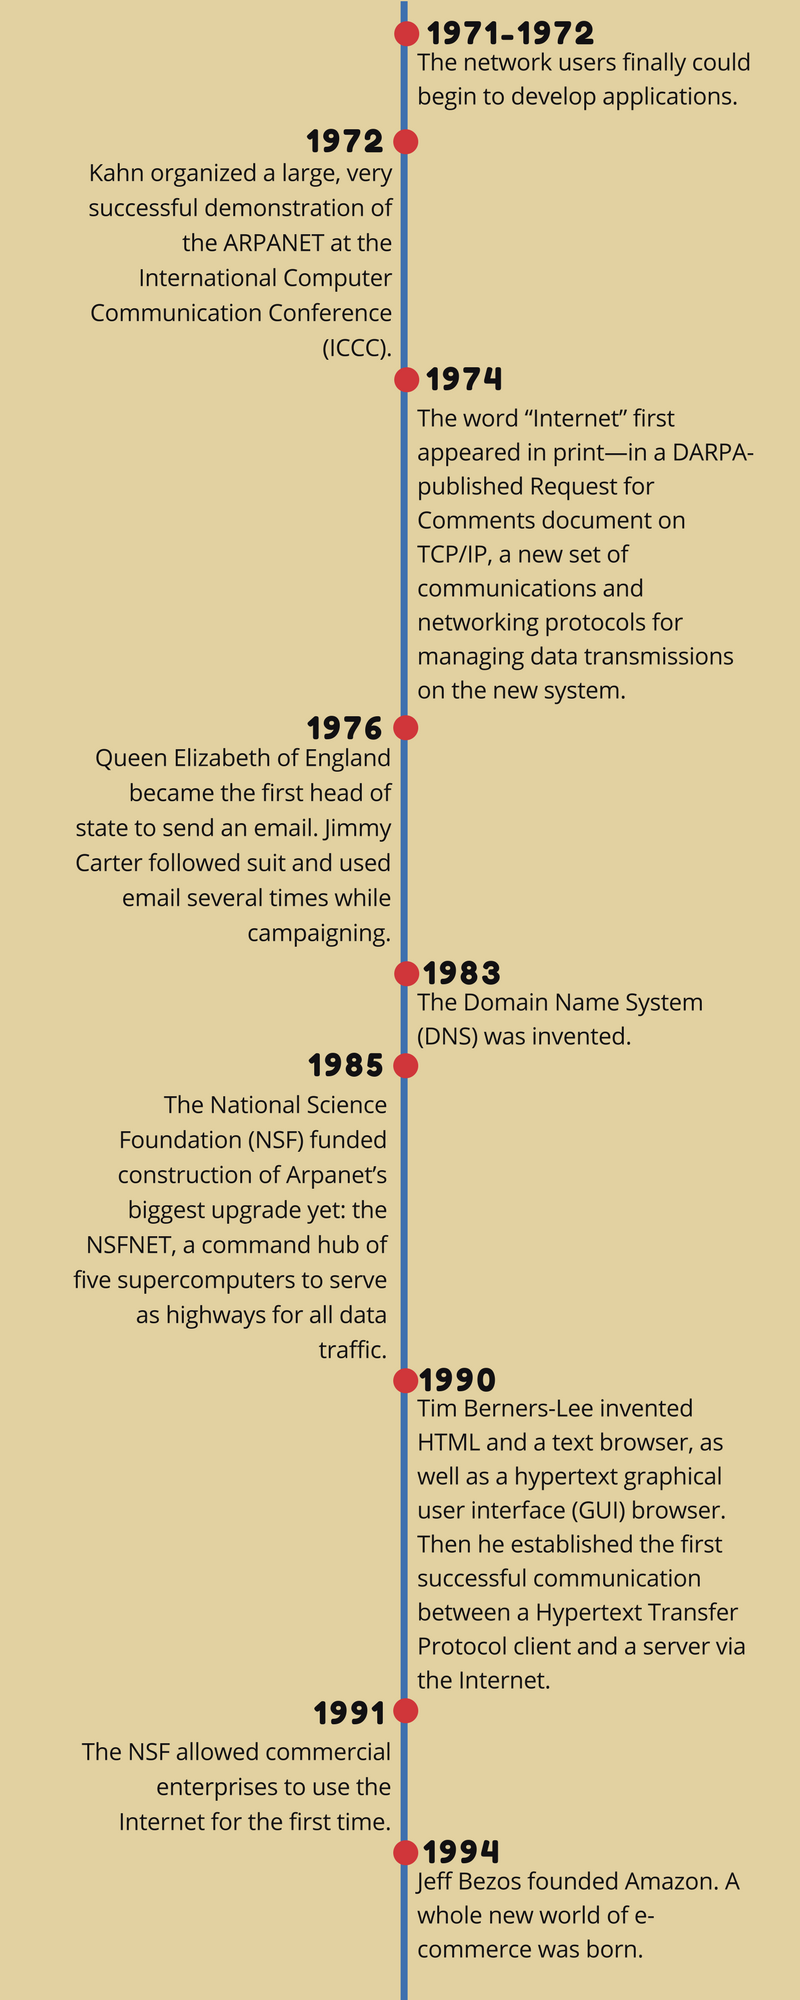 1971-1972
The network users finally could
begin to develop applications.
1972
Kahn organized a large, very
successful demonstration of
the ARPANET at the
International Computer
Communication Conference
(ICCC).
1974
The word “Internet” first
appeared in print—in a DARPA-
published Request for
Comments document on
TCP/IP, a new set of
communications and
networking protocols for
managing data transmissions
on the new system.
1976
Queen Elizabeth of England
became the first head of
state to send an email. Jimmy
Carter followed suit and used
email several times while
campaigning.
1983
The Domain Name System
(DNS) was invented.
1985
The National Science
Foundation (NSF) funded
construction of Arpanet’s
biggest upgrade yet: the
NSFNET, a command hub of
five supercomputers to serve
as highways for all data
traffic.
1990
Tim Berners-Lee invented
HTML and a text browser, as
well as a hypertext graphical
user interface (GUI) browser.
Then he established the first
successful communication
between a Hypertext Transfer
Protocol client and a server via
the Internet.
1991
The NSF allowed commercial
enterprises to use the
Internet for the first time.
1994
Jeff Bezos founded Amazon. A
whole new world of e-
commerce was born.